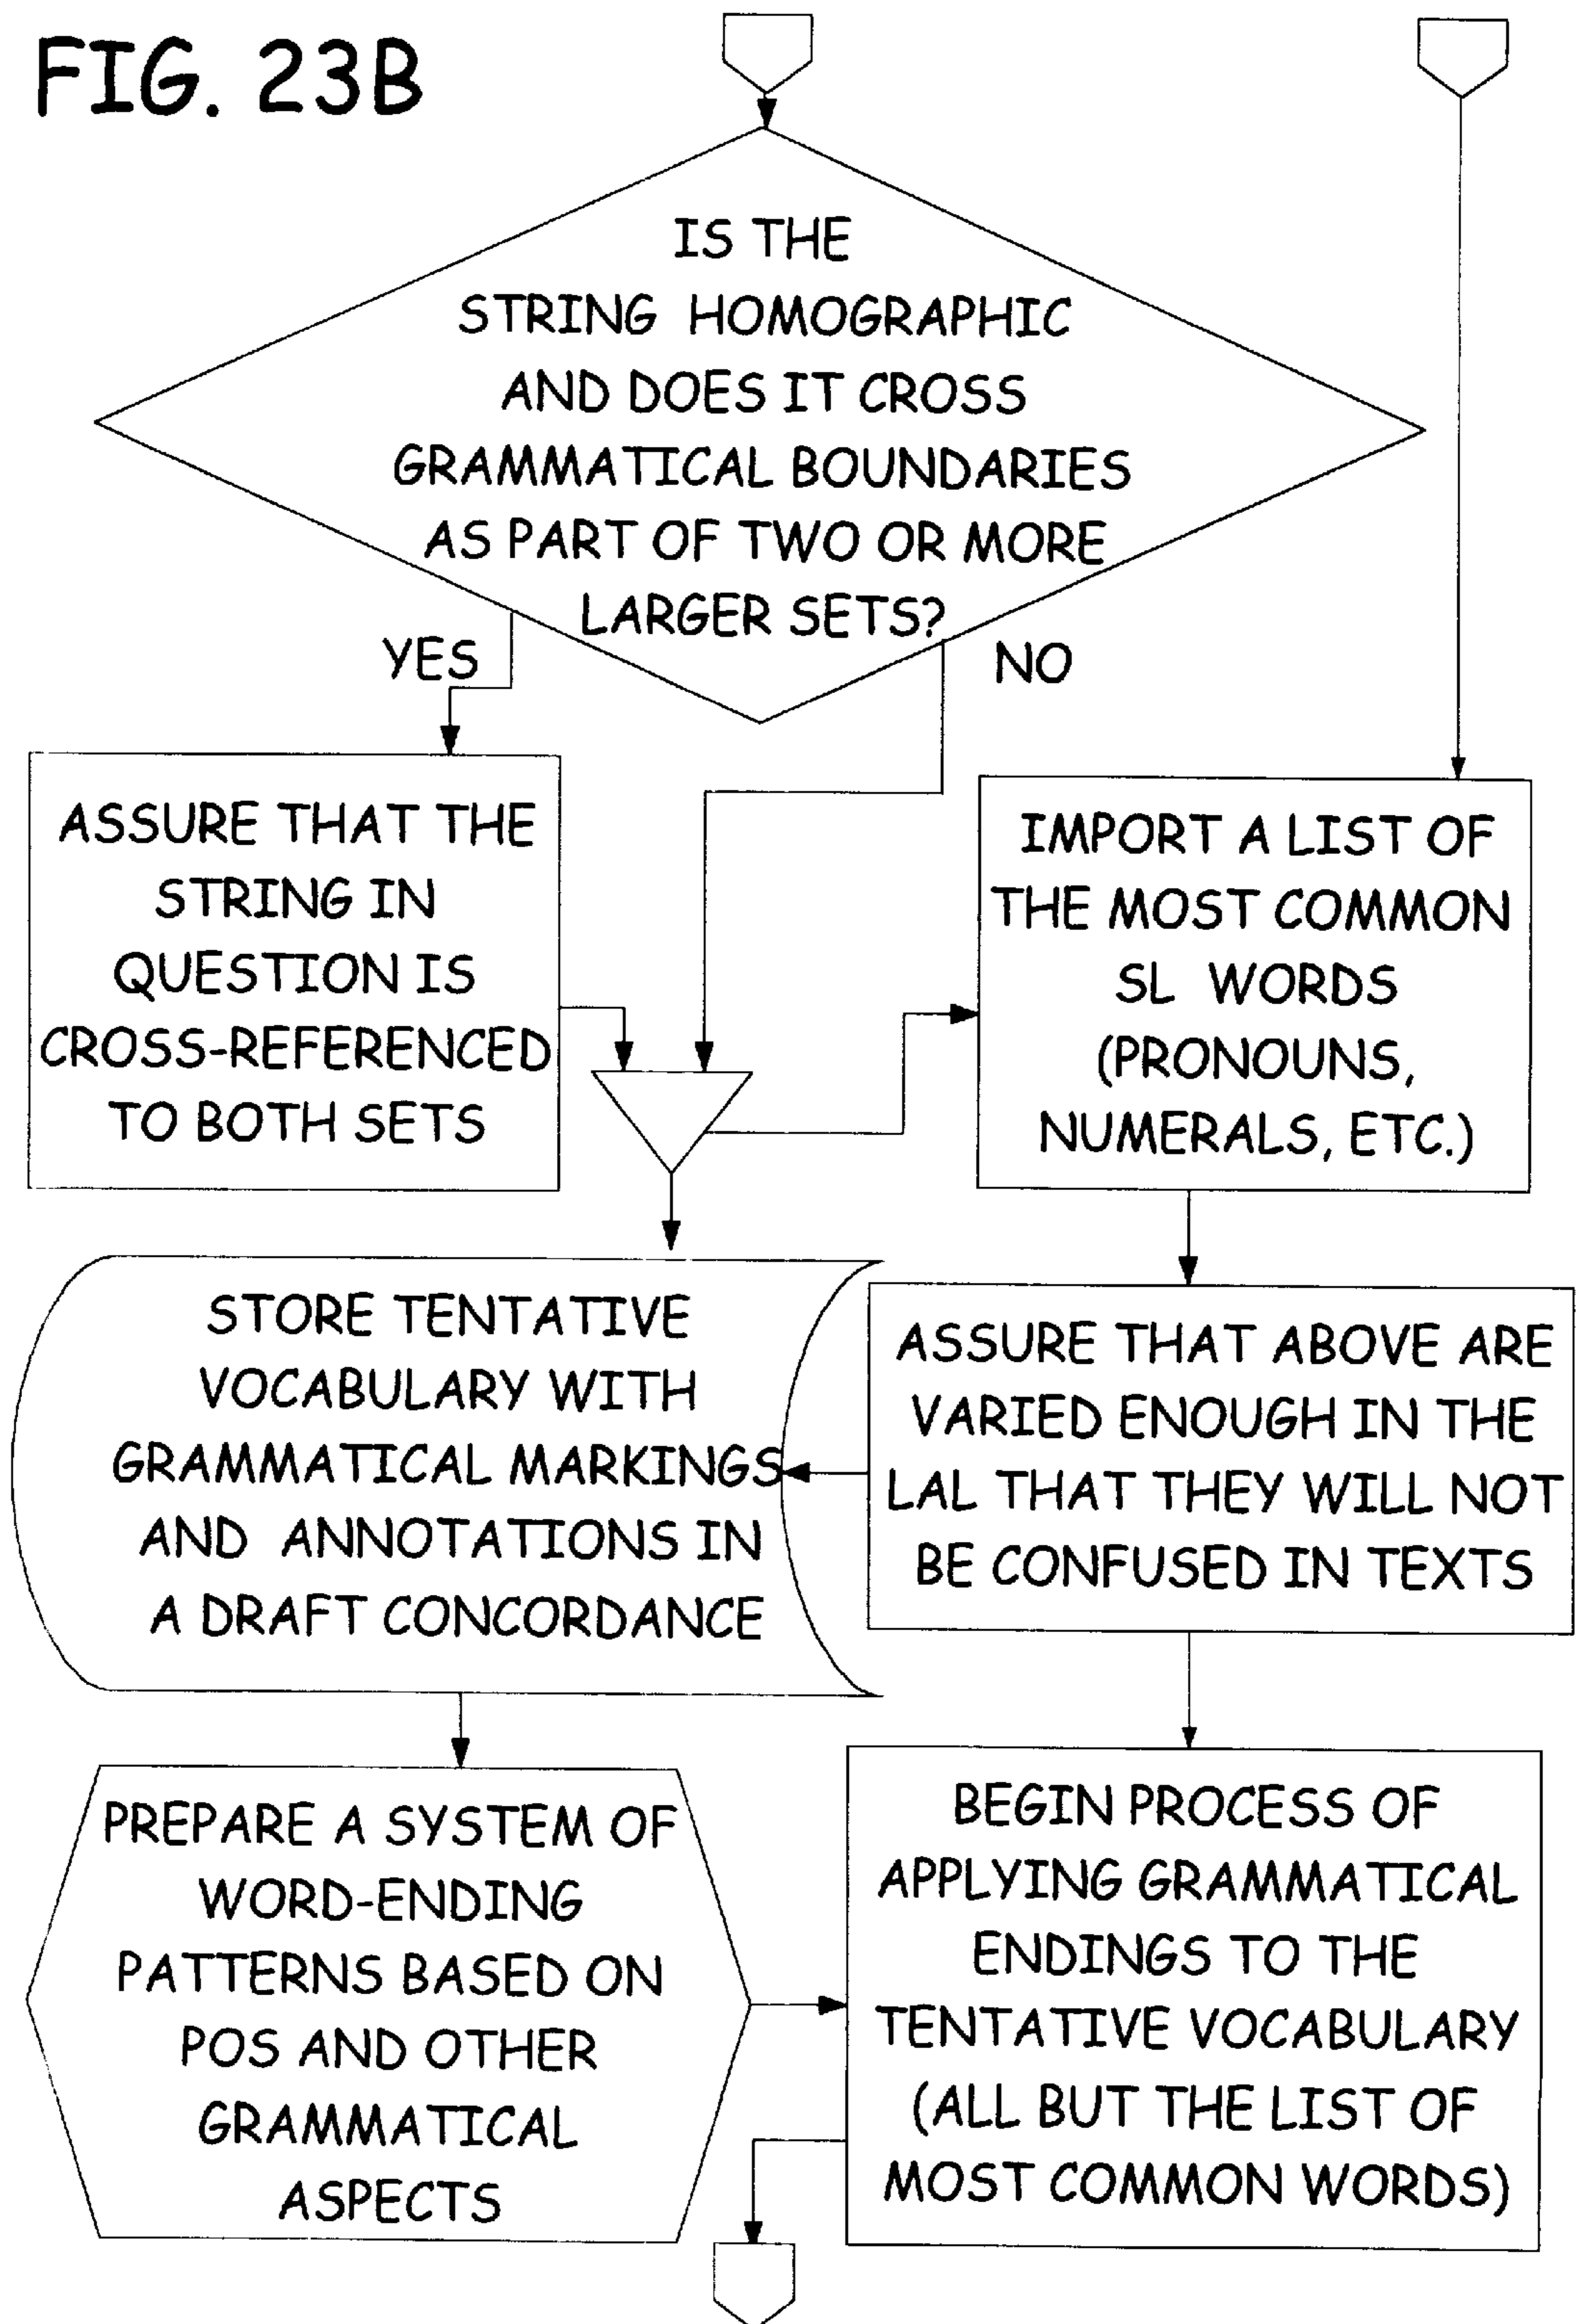 FIG. 23B
IS THE
STRING HOMOGRAPHIC
AND DOES IT CROSS
GRAMMATICAL BOUNDARIES
AS PART OF TWO OR MORE
LARGER SETS?
YES
NO
ASSURE THAT THE
STRING IN
QUESTION IS
CROSS-REFERENCED
TO BOTH SETS
IMPORT A LIST OF
THE MOST COMMON
SL WORDS
(PRONOUNS,
NUMERALS, ETC.)
STORE TENTATIVE
VOCABULARY WITH
GRAMMATICAL MARKINGS
AND ANNOTATIONS IN
A DRAFT CONCORDANCE
ASSURE THAT ABOVE ARE
VARIED ENOUGH IN THE
LAL THAT THEY WILL NOT
BE CONFUSED IN TEXTS
PREPARE A SYSTEM OF
WORD-ENDING
PATTERNS BASED ON
POS AND OTHER
GRAMMATICAL
ASPECTS
BEGIN PROCESS OF
APPLYING GRAMMATICAL
ENDINGS TO THE
TENTATIVE VOCABULARY
(ALL BUT THE LIST OF
MOST COMMON WORDS)